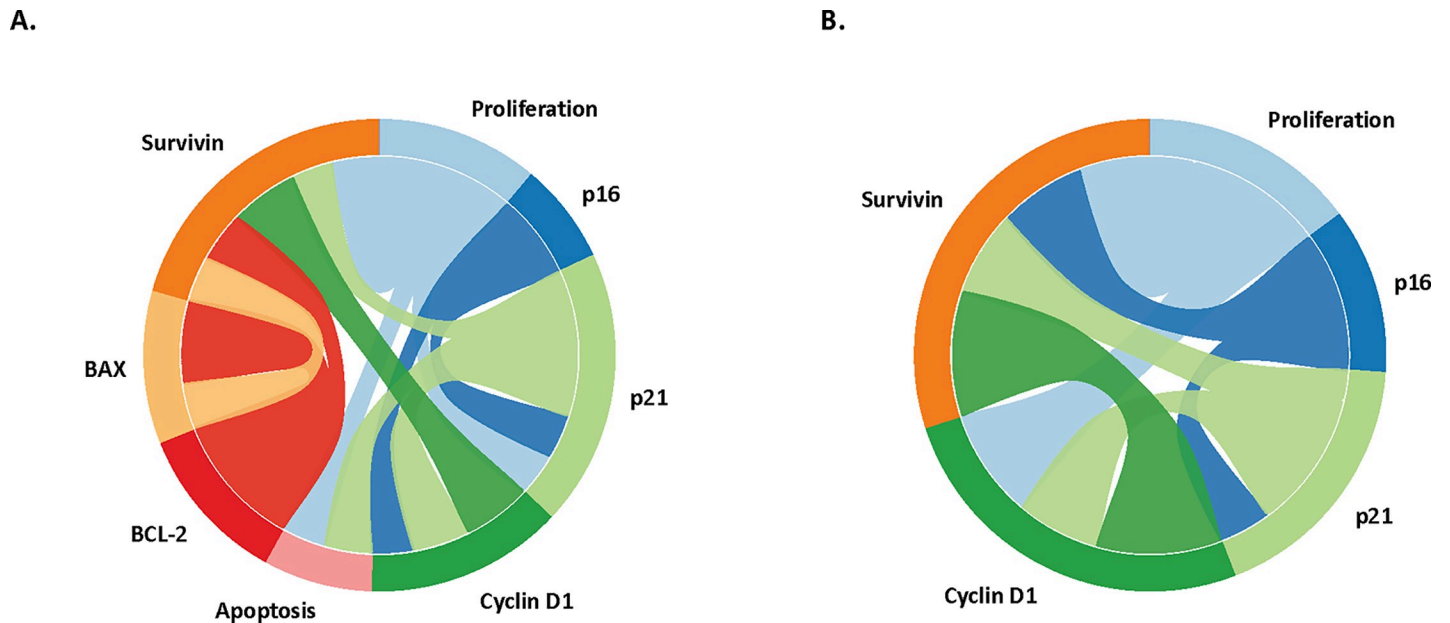 A.
Proliferation
Survivin
p16
BAX
p21
BCL-2
Apoptosis
Cyclin D1
B.
Proliferation
Survivin
p16
p21
Cyclin D1